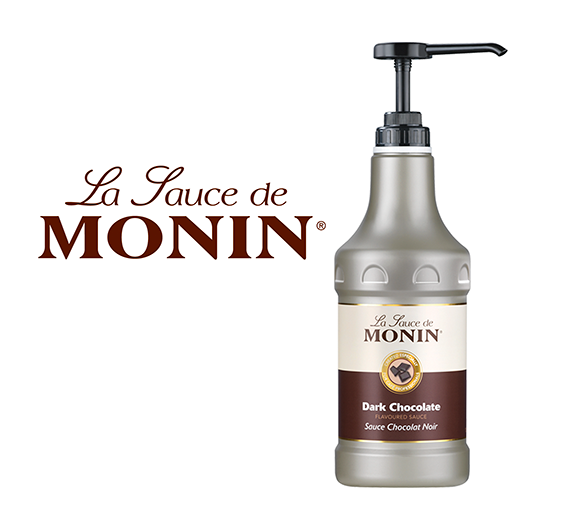 La Sauce de
MONIN®
La Sauce de
MONIN®
Dark Chocolate
FLAVOURED SAUCE
Sauce Chocolat Noir